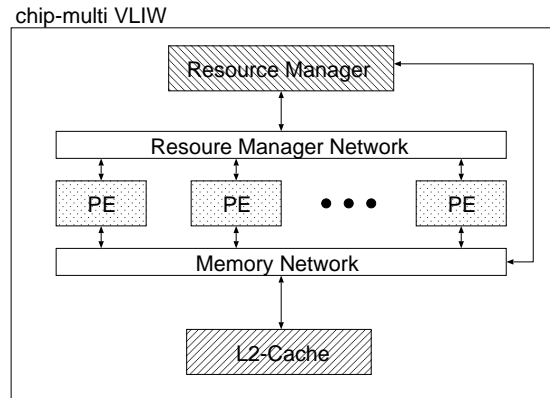 chip-multi VLIW
Resource Manager
Resoure Manager Network
PE PE PE
Memory Network
L2-Cache